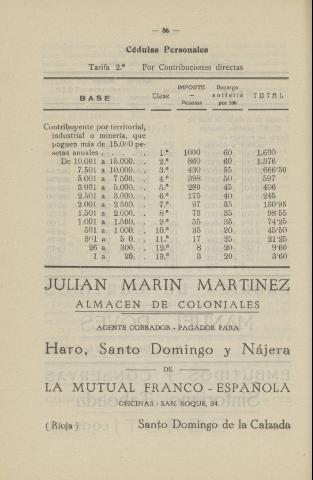 — 86 —
Cédulas Personales
Tarifa 2.ª Por Contribuciones directas
BASE Clase IMPORTE – Pesetas Recargo soltería por 100 TOTAL
Contribuyente por territorial,
industrial o minería, que
paguen más de 15.000 pe-
setas anuales . . . . 1.ª 1000 60 1.600
De 10.001 a 15.000. . . 2.ª 860 60 1.376
7.501 a 10.000. . . 3.ª 430 55 666'50
5.001 a 7.500. . . 4.ª 398 50 597
3.001 a 5.000. . . 5.ª 280 45 406
2.501 a 3.000. . . 6.ª 175 40 245
2.001 a 2.500. . . 7.ª 97 35 130'95
1.501 a 2.000. . . 8.ª 73 35 98'55
1.001 a 1.500. . . 9.ª 55 35 74'25
501 a 1 000. . . 10.ª 35 20 45'50
301 a 5 0. . . 11.ª 17 25 21'25
26 a 300. . . 12.ª 8 20 9'60
1 a 25. . . 13.ª 3 20 3'60
JULIAN MARIN MARTINEZ
ALMACEN DE COLONIALES
AGENTE COBRADOR - PAGADOR PARA
Haro, Santo Domingo y Nájera
DE
LA MUTUAL FRANCO - ESPAÑOLA
OFICINAS: SAN ROQUE, 34
(Rioja) Santo Domingo de la Calzada